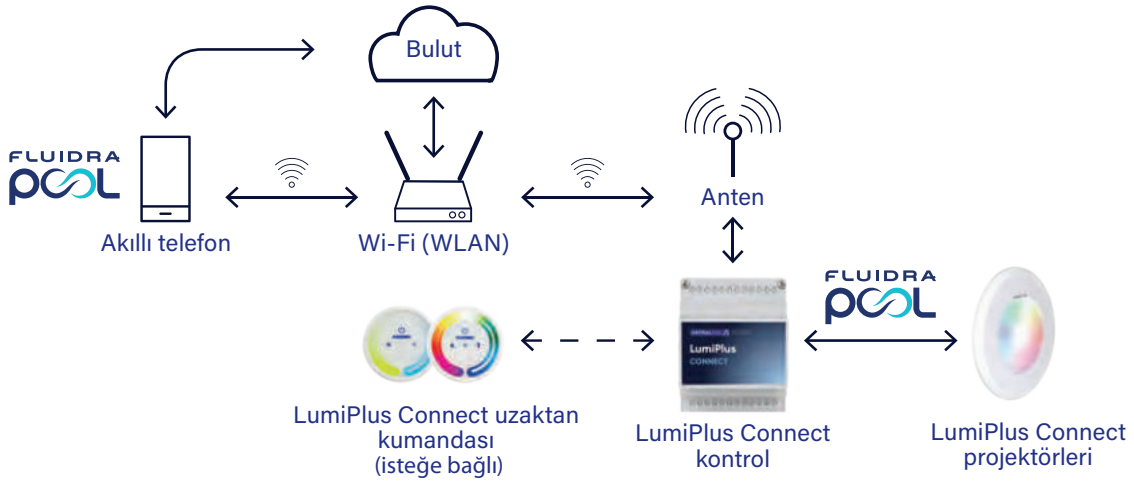 Bulut
FLUIDRA
POOL
Anten
Akıllı telefon
Wi-Fi (WLAN)
FLUIDRA
POOL
LumiPlus
CONNECT
LumiPlus Connect uzaktan
kumandası
(isteğe bağlı)
LumiPlus Connect
kontrol
LumiPlus Connect
projektörleri